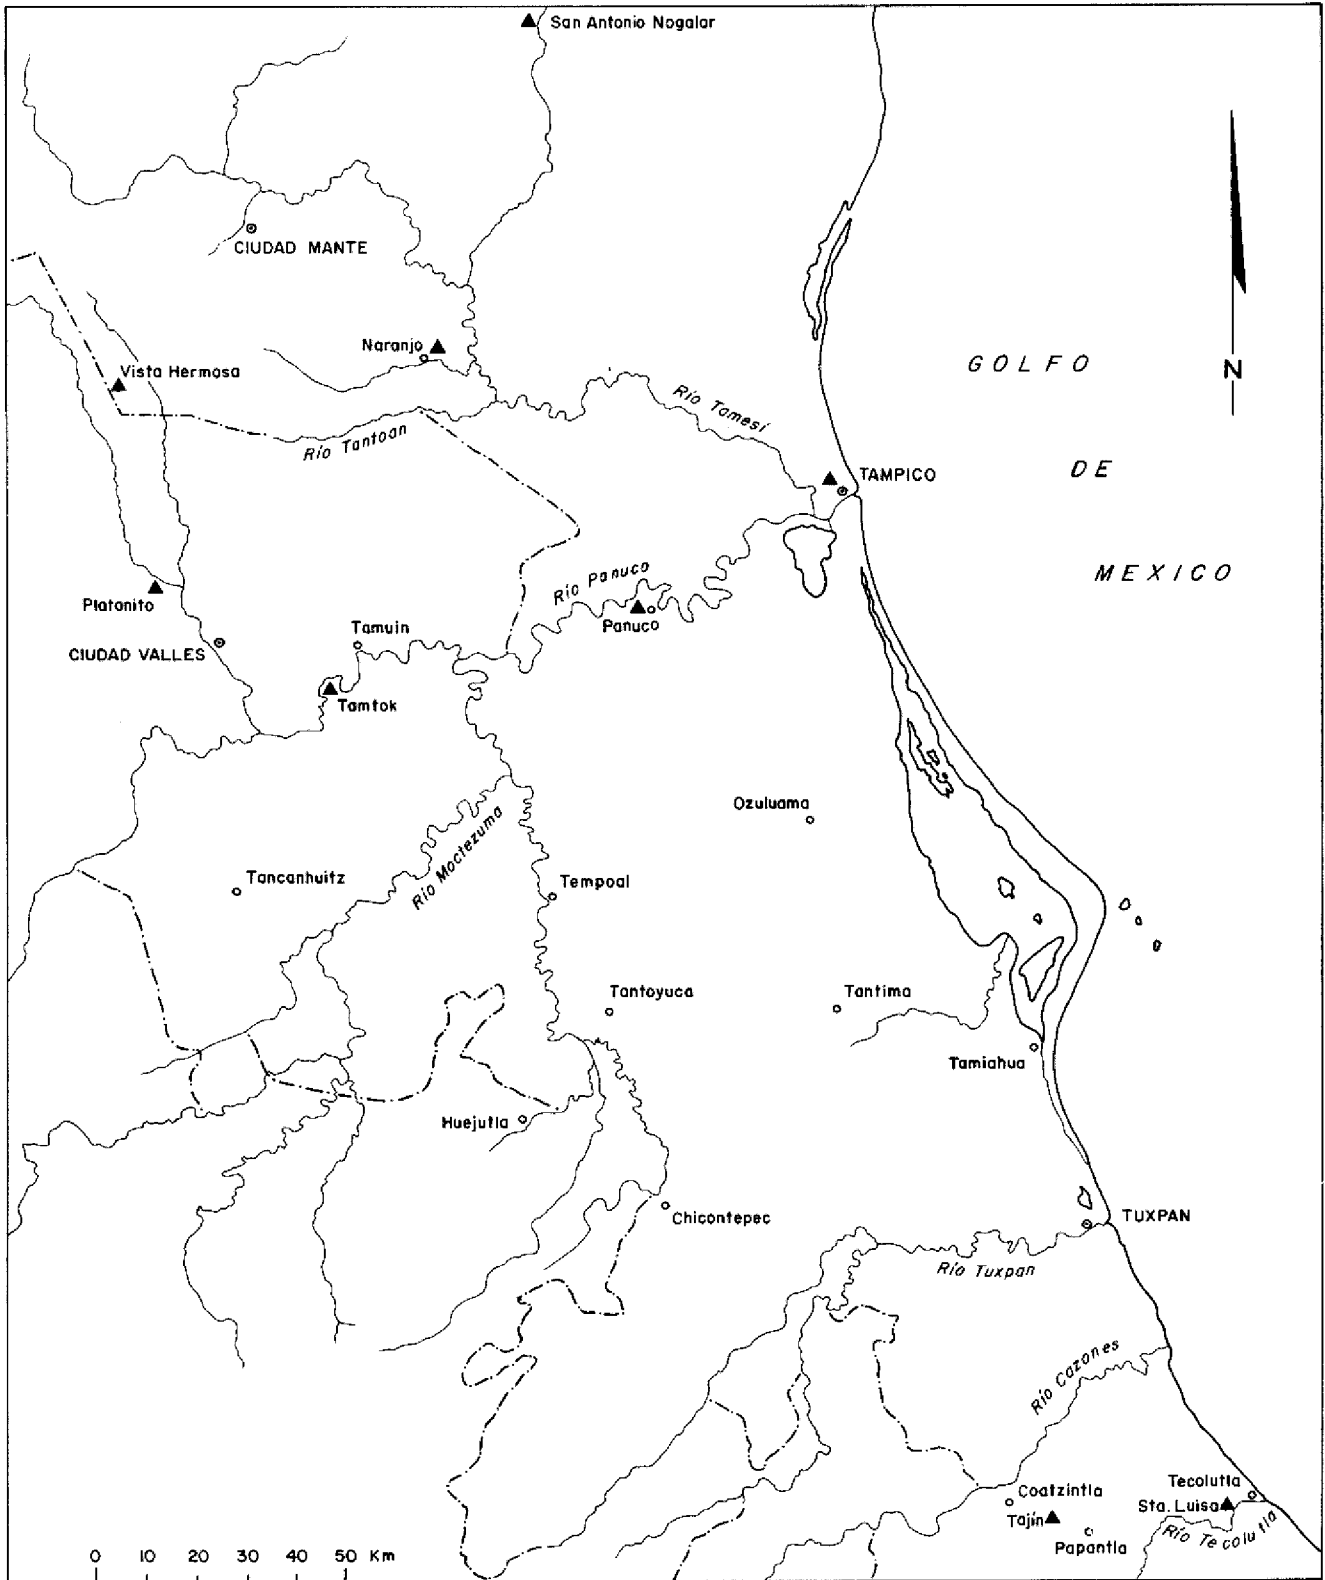 San Antonio Nogalar
CIUDAD MANTE
Naranjo
GOLFO
Vista Hermosa
N
Río Tamesí
Río Tantoan
DE
TAMPICO
Río Panuco
MEXICO
Platanito
Panuco
Tamuin
CIUDAD VALLES
Tamtok
Ozuluama
Río Moctezuma
Tancanhuitz
Tempoal
Tantoyuca
Tantima
Tamiahua
Huejutla
Chicontepec
TUXPAN
Río Tuxpan
Río Cazones
Tecolutla
Coatzintla
Sta. Luisa
Tajín
Río Tecolutla
Papantla
0 10 20 30 40 50 Km